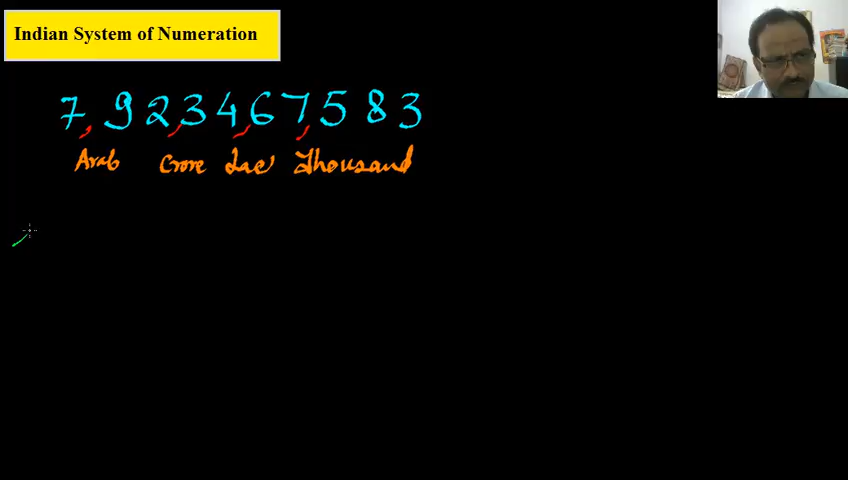 Indian System of Numeration
7,92,34,67,583
Arab Crore Lac Thousand